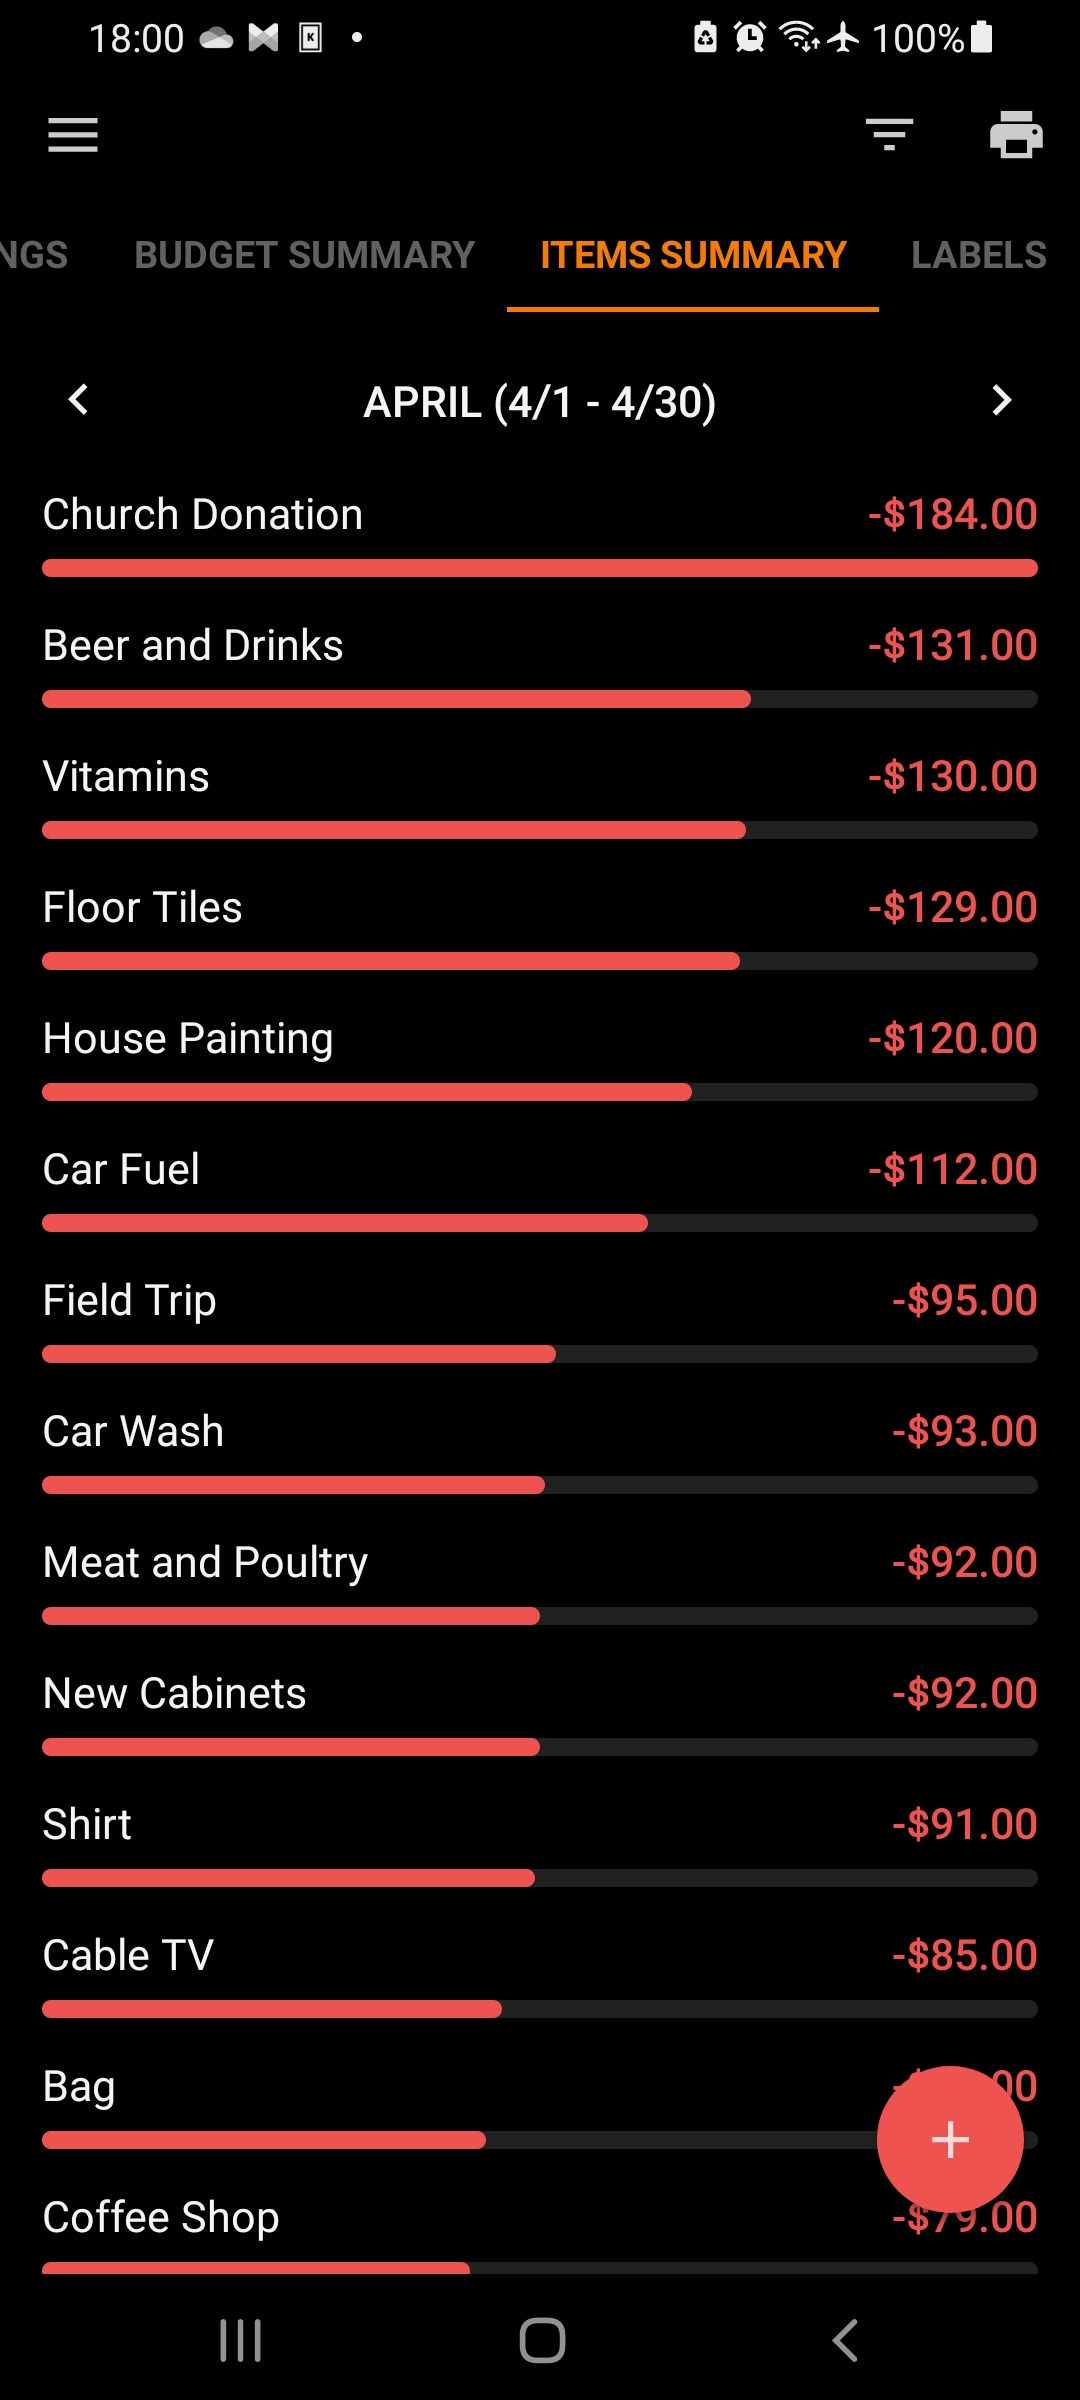 18:00 100%
NGS BUDGET SUMMARY ITEMS SUMMARY LABELS
APRIL (4/1 - 4/30)
Church Donation -$184.00
Beer and Drinks -$131.00
Vitamins -$130.00
Floor Tiles -$129.00
House Painting -$120.00
Car Fuel -$112.00
Field Trip -$95.00
Car Wash -$93.00
Meat and Poultry -$92.00
New Cabinets -$92.00
Shirt -$91.00
Cable TV -$85.00
Bag
Coffee Shop -$79.00